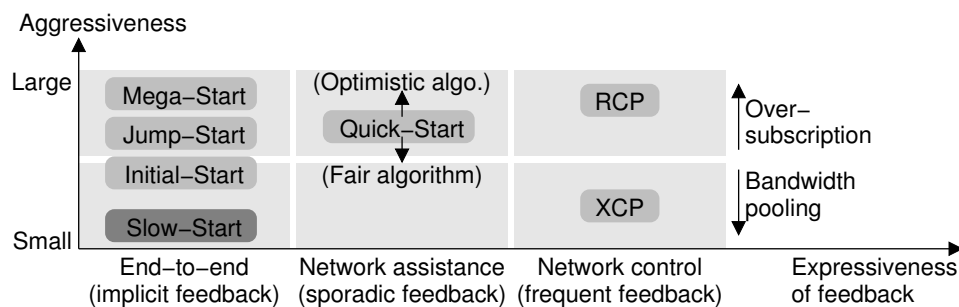 Aggressiveness
Large
Mega−Start
(Optimistic algo.)
RCP
Jump−Start
Quick−Start
Over−
subscription
Initial−Start
(Fair algorithm)
Bandwidth
pooling
XCP
Slow−Start
Small
End−to−end
(implicit feedback)
Network assistance
(sporadic feedback)
Network control
(frequent feedback)
Expressiveness
of feedback